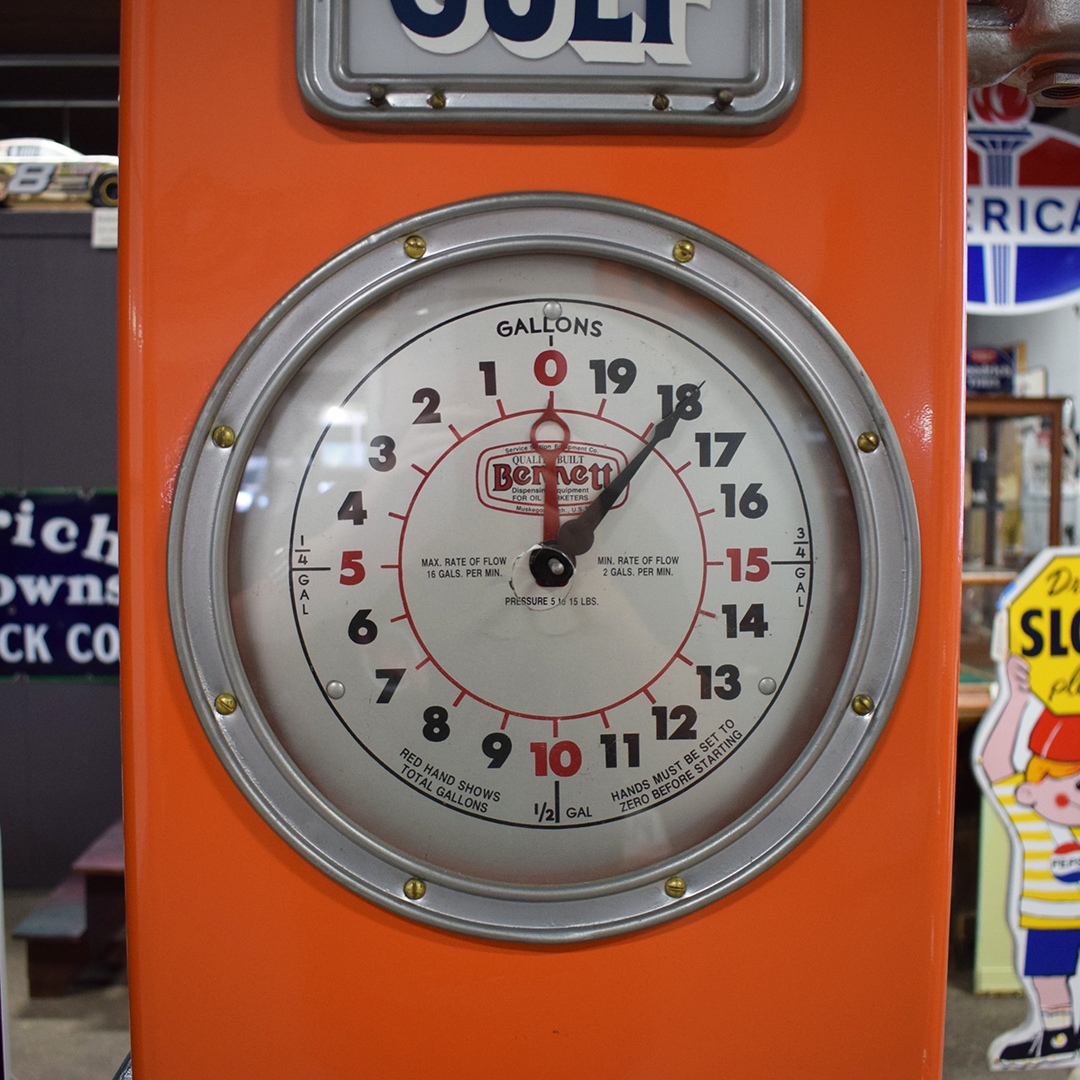 GULF
8
GALLONS
0
19
18
17
16
15
14
13
12
11
10
9
8
7
6
5
4
3
2
1
Service Station Equipment Co.
QUALITY BUILT
Bennett
Dispensing Equipment
FOR OIL MARKETERS
MAX. RATE OF FLOW
16 GALS. PER MIN.
MIN. RATE OF FLOW
2 GALS. PER MIN.
PRESSURE 5 to 15 LBS.
1/4 GAL
3/4 GAL
1/2 GAL
RED HAND SHOWS
TOTAL GALLONS
HANDS MUST BE SET TO
ZERO BEFORE STARTING
ERICA
rich
owns
CK CO
Dr
SLO
pl
PEPS